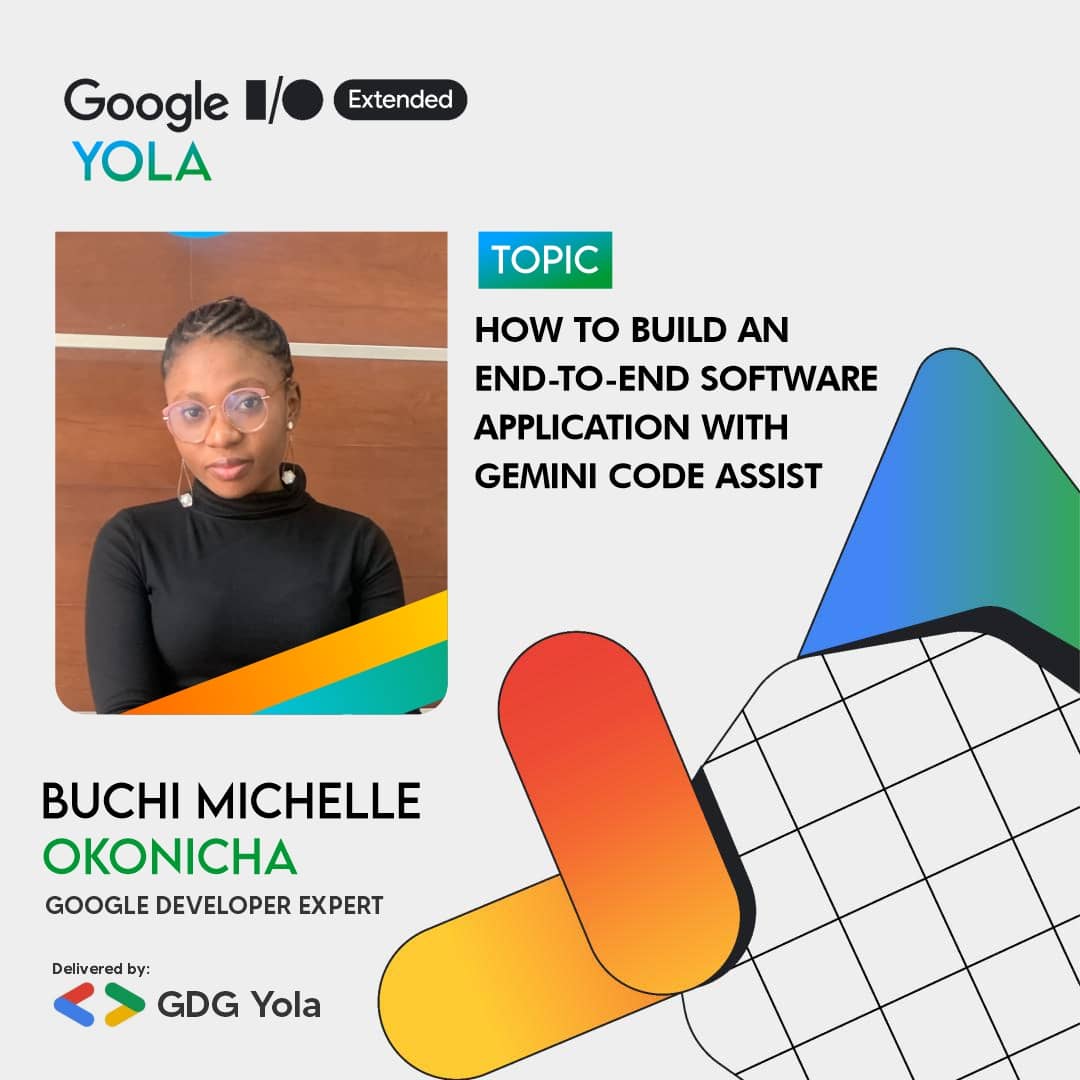 Google I/O Extended
YOLA
TOPIC
HOW TO BUILD AN
END-TO-END SOFTWARE
APPLICATION WITH
GEMINI CODE ASSIST
BUCHI MICHELLE
OKONICHA
GOOGLE DEVELOPER EXPERT
Delivered by:
GDG Yola